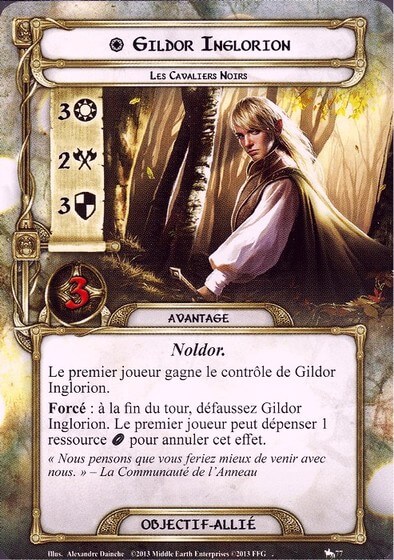 Gildor Inglorion
Les Cavaliers Noirs
3
2
3
3
AVANTAGE
Noldor.
Le premier joueur gagne le contrôle de Gildor
Inglorion.
Forcé : à la fin du tour, défaussez Gildor
Inglorion. Le premier joueur peut dépenser 1
ressource pour annuler cet effet.
« Nous pensons que vous feriez mieux de venir avec
nous. » – La Communauté de l'Anneau
OBJECTIF-ALLIÉ
Illus. Alexandre Dainche ©2013 Middle Earth Enterprises ©2013 FFG 77